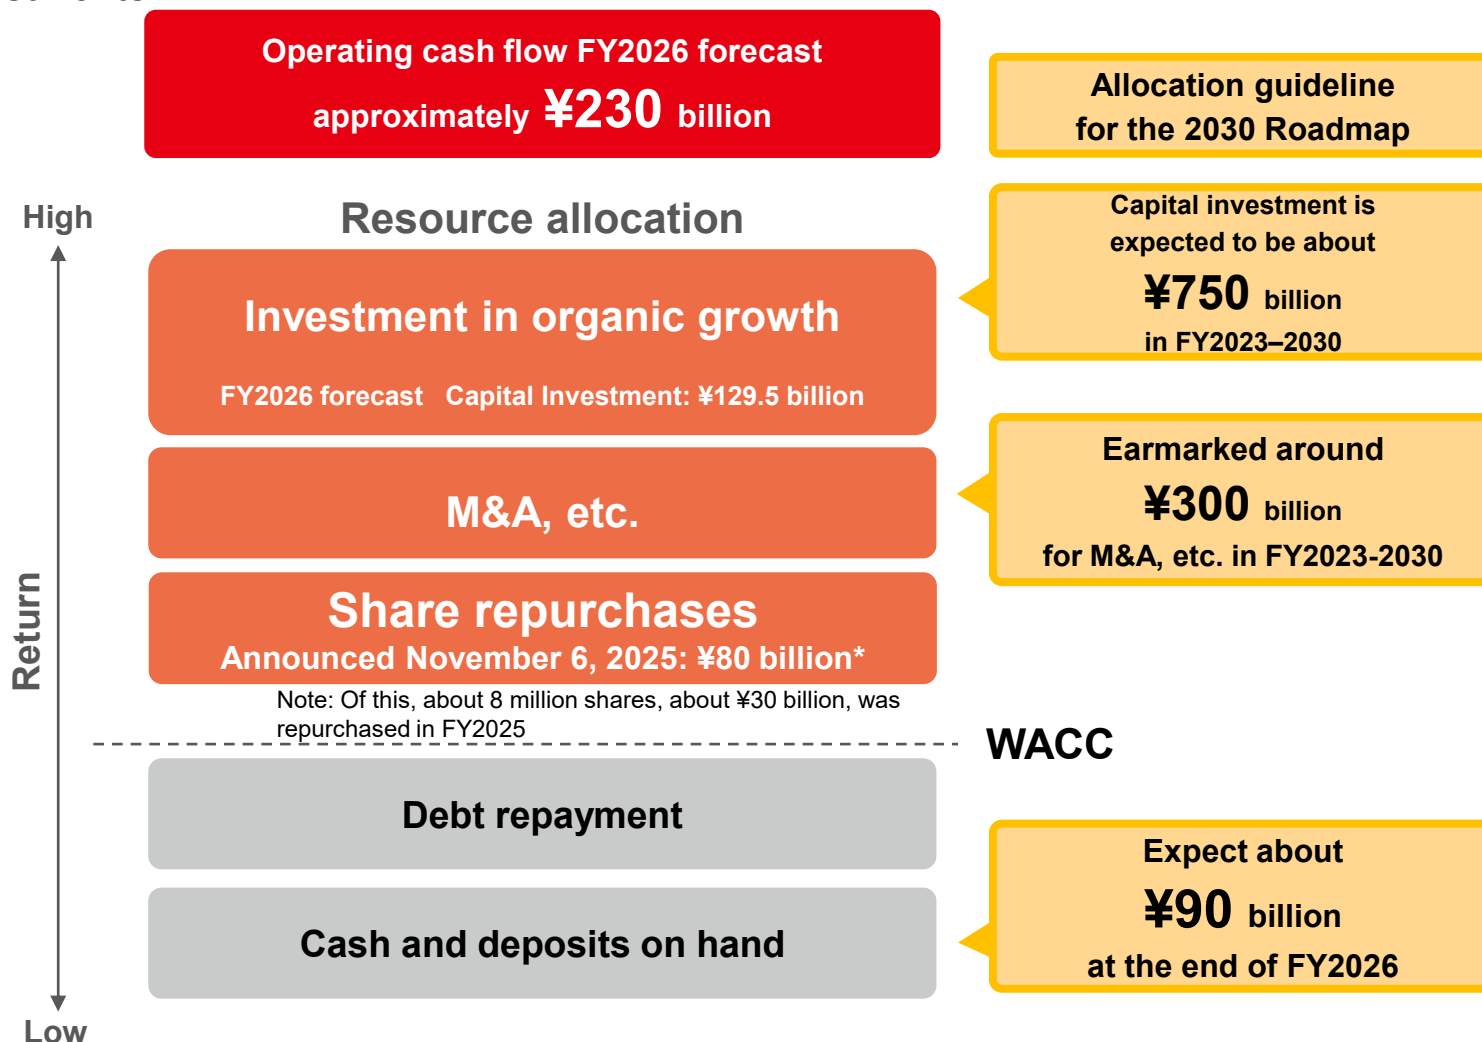 Operating cash flow FY2026 forecast
approximately ¥230 billion
Allocation guideline
for the 2030 Roadmap
High
Resource allocation
Investment in organic growth
FY2026 forecast Capital Investment: ¥129.5 billion
Capital investment is
expected to be about
¥750 billion
in FY2023–2030
M&A, etc.
Earmarked around
¥300 billion
for M&A, etc. in FY2023-2030
Return
Share repurchases
Announced November 6, 2025: ¥80 billion*
Note: Of this, about 8 million shares, about ¥30 billion, was
repurchased in FY2025
WACC
Debt repayment
Cash and deposits on hand
Expect about
¥90 billion
at the end of FY2026
Low